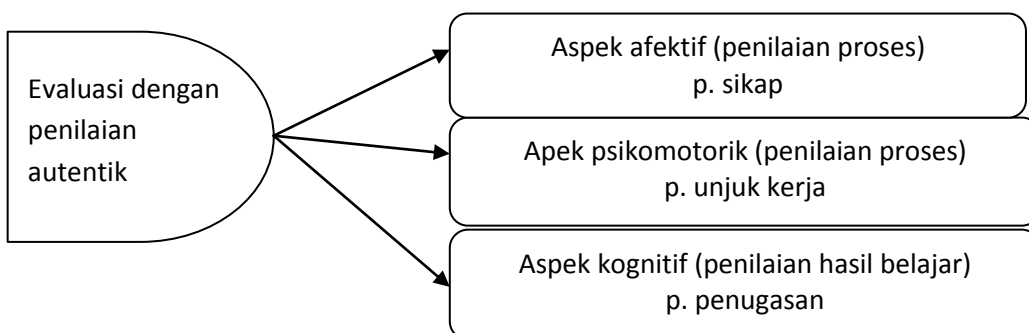 Evaluasi dengan
penilaian
autentik
Aspek afektif (penilaian proses)
p. sikap
Apek psikomotorik (penilaian proses)
p. unjuk kerja
Aspek kognitif (penilaian hasil belajar)
p. penugasan